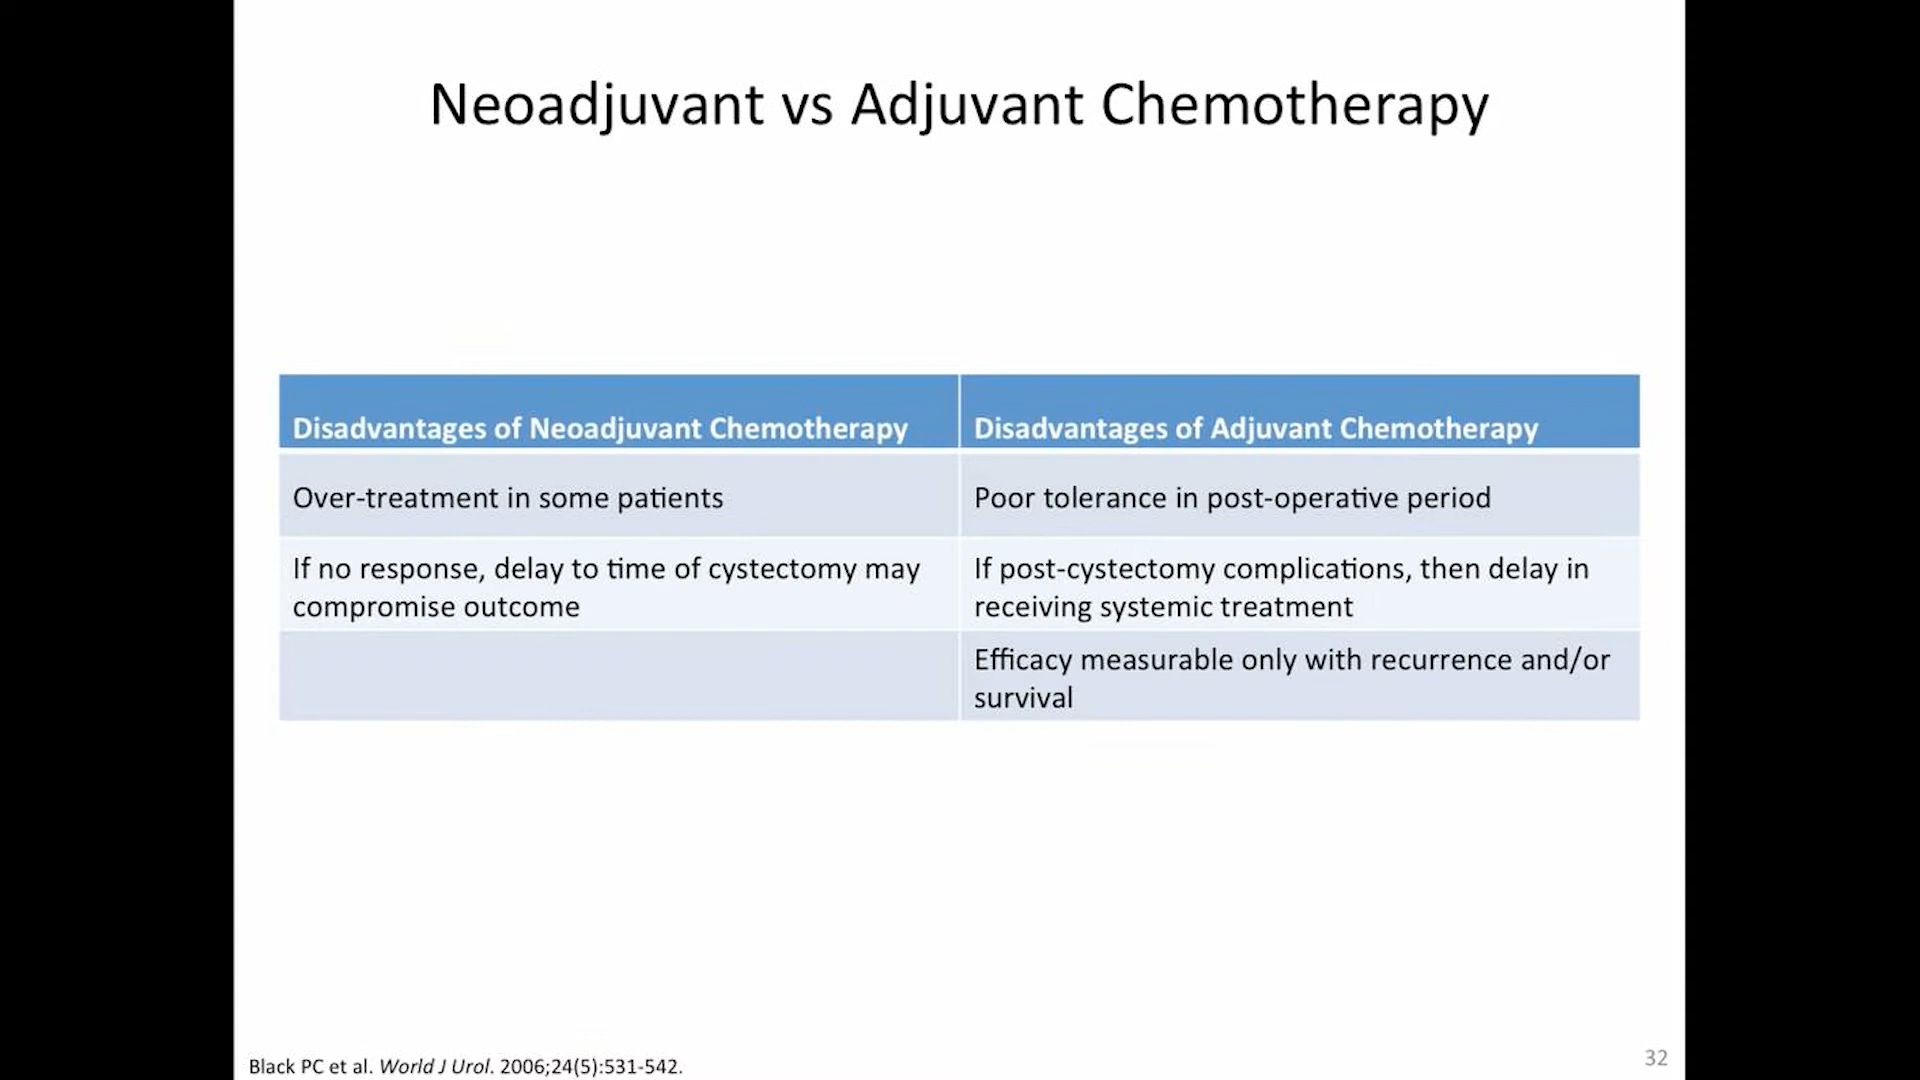 Neoadjuvant vs Adjuvant Chemotherapy
Disadvantages of Neoadjuvant Chemotherapy
Disadvantages of Adjuvant Chemotherapy
Over-treatment in some patients
Poor tolerance in post-operative period
If no response, delay to time of cystectomy may
compromise outcome
If post-cystectomy complications, then delay in
receiving systemic treatment
Efficacy measurable only with recurrence and/or
survival
Black PC et al. World J Urol. 2006;24(5):531-542.
32